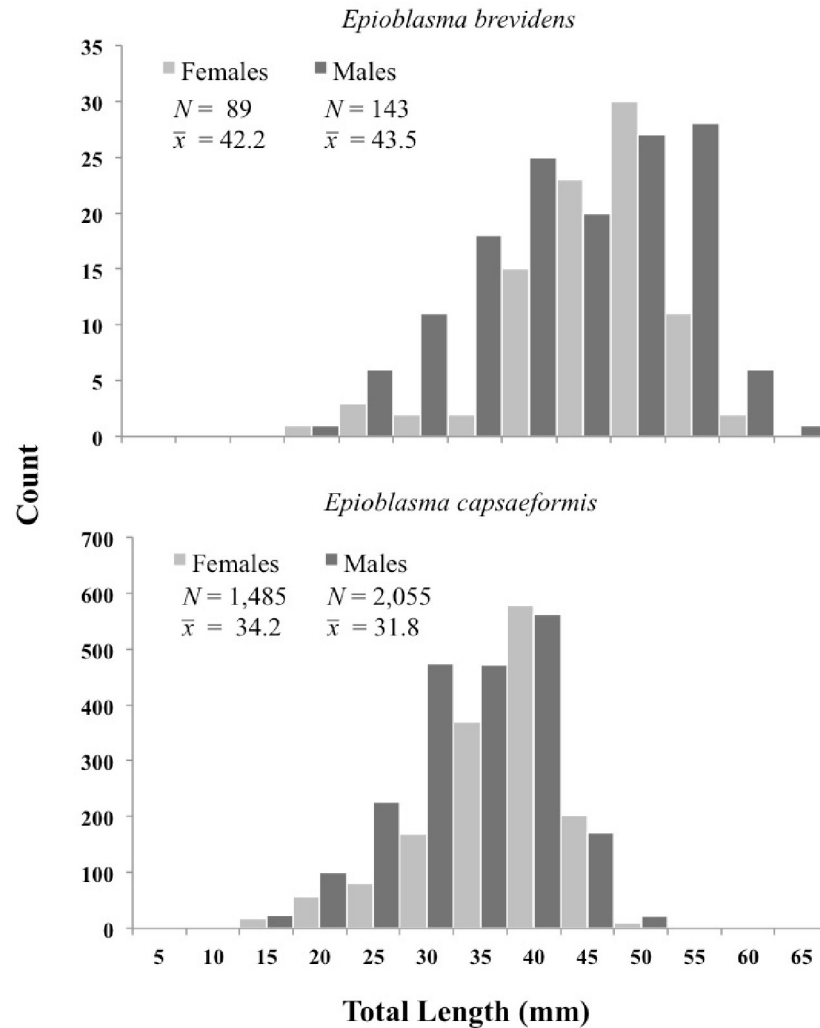 Epioblasma brevidens
35
30
25
20
15
10
5
0
Females Males
N = 89 N = 143
x̅ = 42.2 x̅ = 43.5
Count
Epioblasma capsaeformis
700
600
500
400
300
200
100
0
Females Males
N = 1,485 N = 2,055
x̅ = 34.2 x̅ = 31.8
5 10 15 20 25 30 35 40 45 50 55 60 65
Total Length (mm)